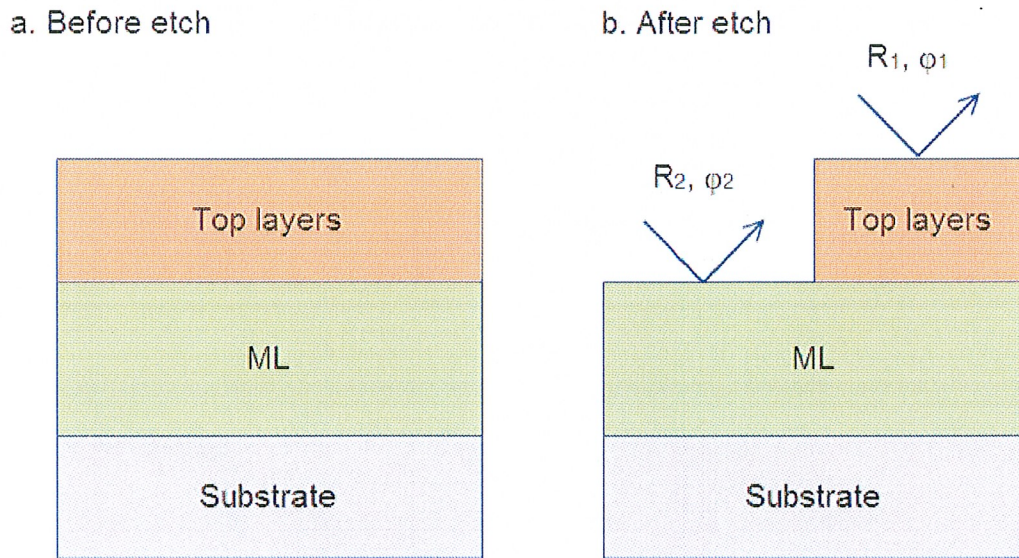 a. Before etch
Top layers
ML
Substrate
b. After etch
R₁, φ₁
R₂, φ₂
Top layers
ML
Substrate